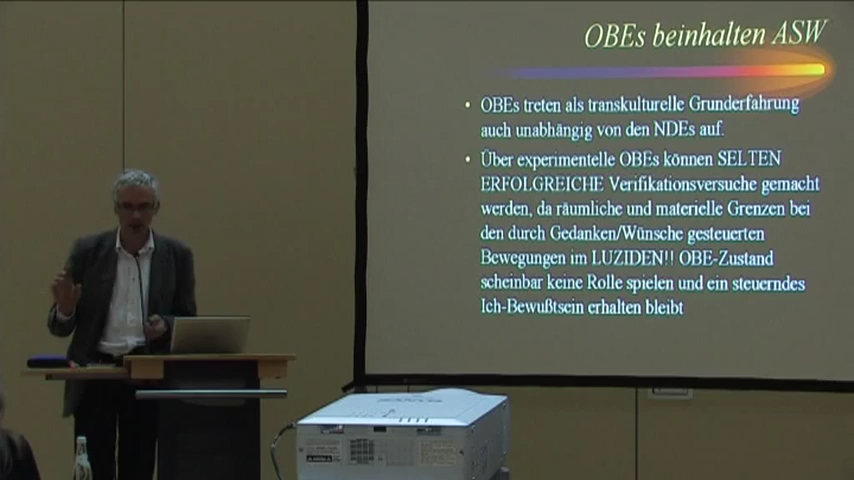 OBEs beinhalten ASW
• OBEs treten als transkulturelle Grunderfahrung
auch unabhängig von den NDEs auf.
• Über experimentelle OBEs können SELTEN
ERFOLGREICHE Verifikationsversuche gemacht
werden, da räumliche und materielle Grenzen bei
den durch Gedanken/Wünsche gesteuerten
Bewegungen im LUZIDEN!! OBE-Zustand
scheinbar keine Rolle spielen und ein steuerndes
Ich-Bewußtsein erhalten bleibt